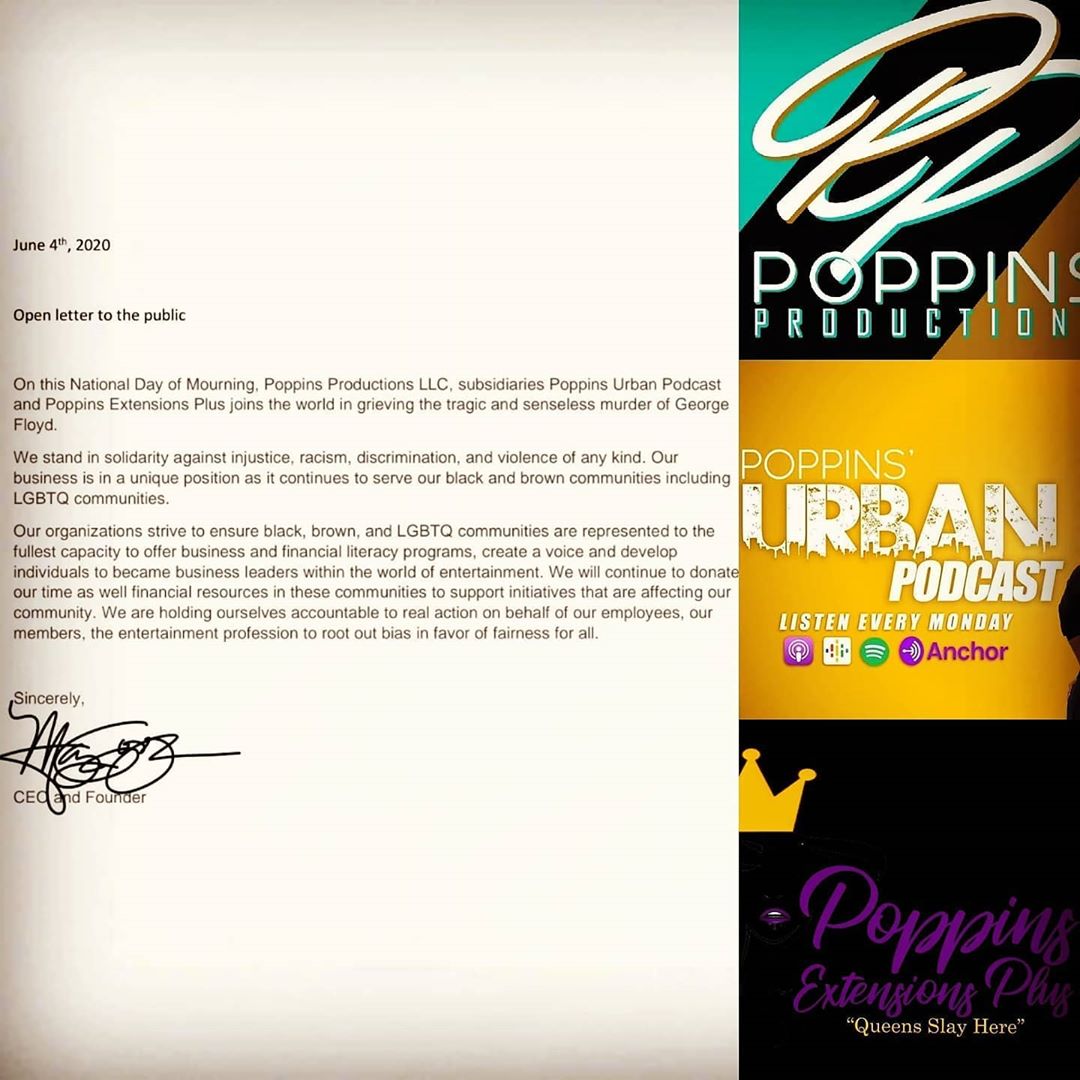 June 4th, 2020
Open letter to the public
On this National Day of Mourning, Poppins Productions LLC, subsidiaries Poppins Urban Podcast
and Poppins Extensions Plus joins the world in grieving the tragic and senseless murder of George
Floyd.
We stand in solidarity against injustice, racism, discrimination, and violence of any kind. Our
business is in a unique position as it continues to serve our black and brown communities including
LGBTQ communities.
Our organizations strive to ensure black, brown, and LGBTQ communities are represented to the
fullest capacity to offer business and financial literacy programs, create a voice and develop
individuals to became business leaders within the world of entertainment. We will continue to donate
our time as well financial resources in these communities to support initiatives that are affecting our
community. We are holding ourselves accountable to real action on behalf of our employees, our
members, the entertainment profession to root out bias in favor of fairness for all.
Sincerely,
CEO and Founder
PP
POPPINS
PRODUCTION
POPPINS'
URBAN
PODCAST
LISTEN EVERY MONDAY
Anchor
Poppins
Extensions Plus
“Queens Slay Here”